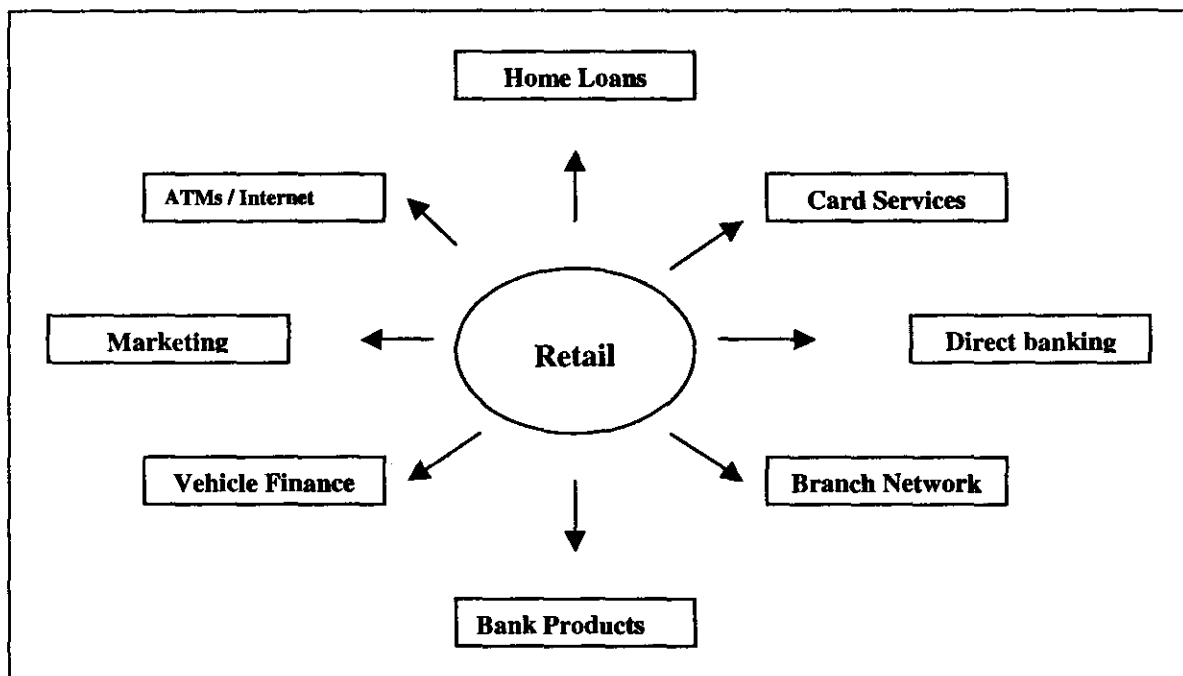 Home Loans
ATMs / Internet
Card Services
Marketing
Retail
Direct banking
Vehicle Finance
Branch Network
Bank Products